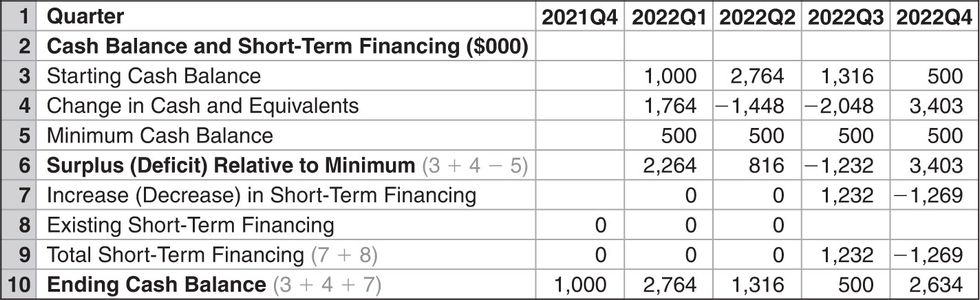 1 Quarter 2021Q4 2022Q1 2022Q2 2022Q3 2022Q4
2 Cash Balance and Short-Term Financing ($000)
3 Starting Cash Balance 1,000 2,764 1,316 500
4 Change in Cash and Equivalents 1,764 −1,448 −2,048 3,403
5 Minimum Cash Balance 500 500 500 500
6 Surplus (Deficit) Relative to Minimum (3 + 4 − 5) 2,264 816 −1,232 3,403
7 Increase (Decrease) in Short-Term Financing 0 0 1,232 −1,269
8 Existing Short-Term Financing 0 0 0
9 Total Short-Term Financing (7 + 8) 0 0 0 1,232 −1,269
10 Ending Cash Balance (3 + 4 + 7) 1,000 2,764 1,316 500 2,634